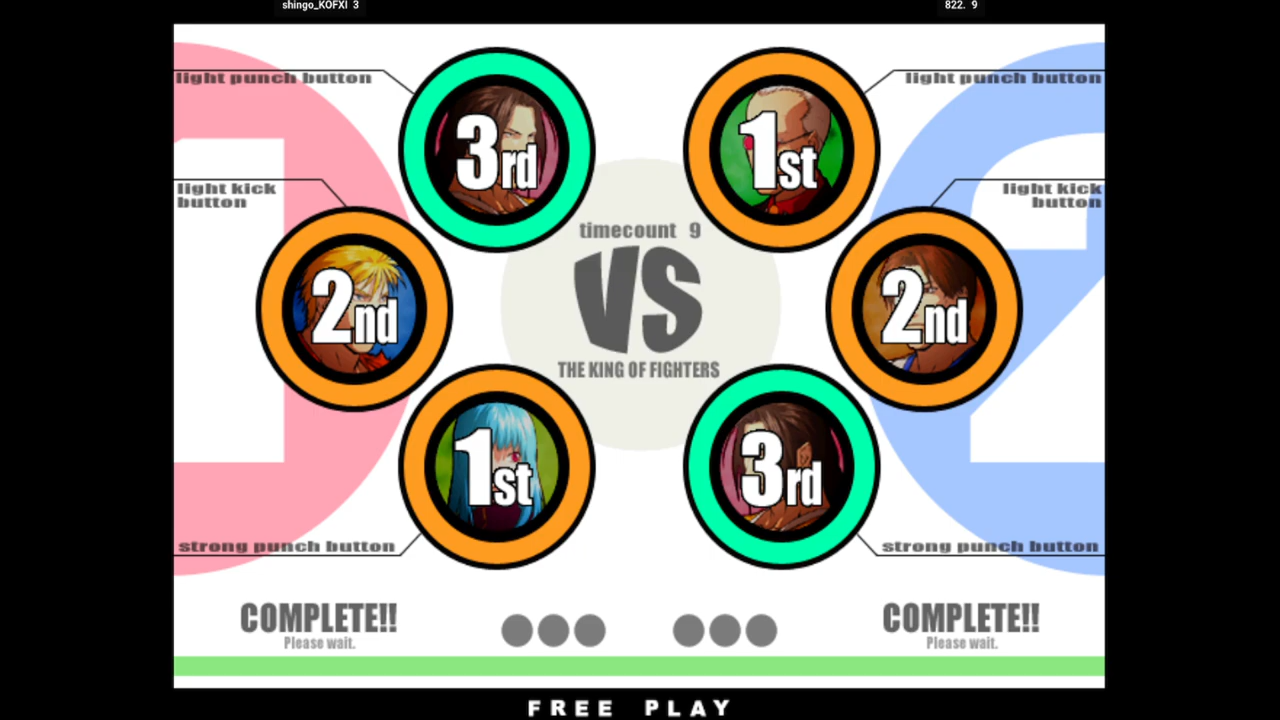 shingo_KOFXI 3
822. 9
light punch button
light punch button
3rd
1st
light kick
button
light kick
button
timecount 9
VS
THE KING OF FIGHTERS
2nd
2nd
1st
3rd
strong punch button
strong punch button
COMPLETE!!
Please wait.
COMPLETE!!
Please wait.
FREE PLAY
1
2